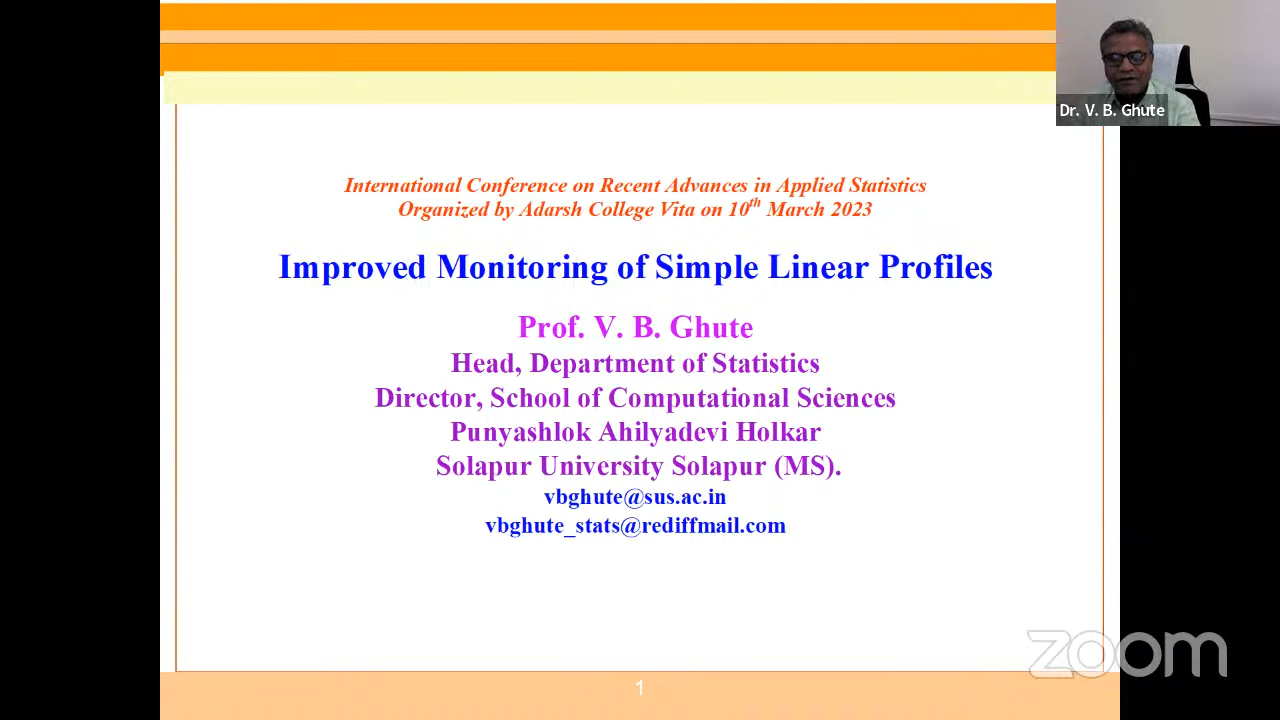 Dr. V. B. Ghute
International Conference on Recent Advances in Applied Statistics
Organized by Adarsh College Vita on 10th March 2023
Improved Monitoring of Simple Linear Profiles
Prof. V. B. Ghute
Head, Department of Statistics
Director, School of Computational Sciences
Punyashlok Ahilyadevi Holkar
Solapur University Solapur (MS).
vbghute@sus.ac.in
vbghute_stats@rediffmail.com
zoom
1